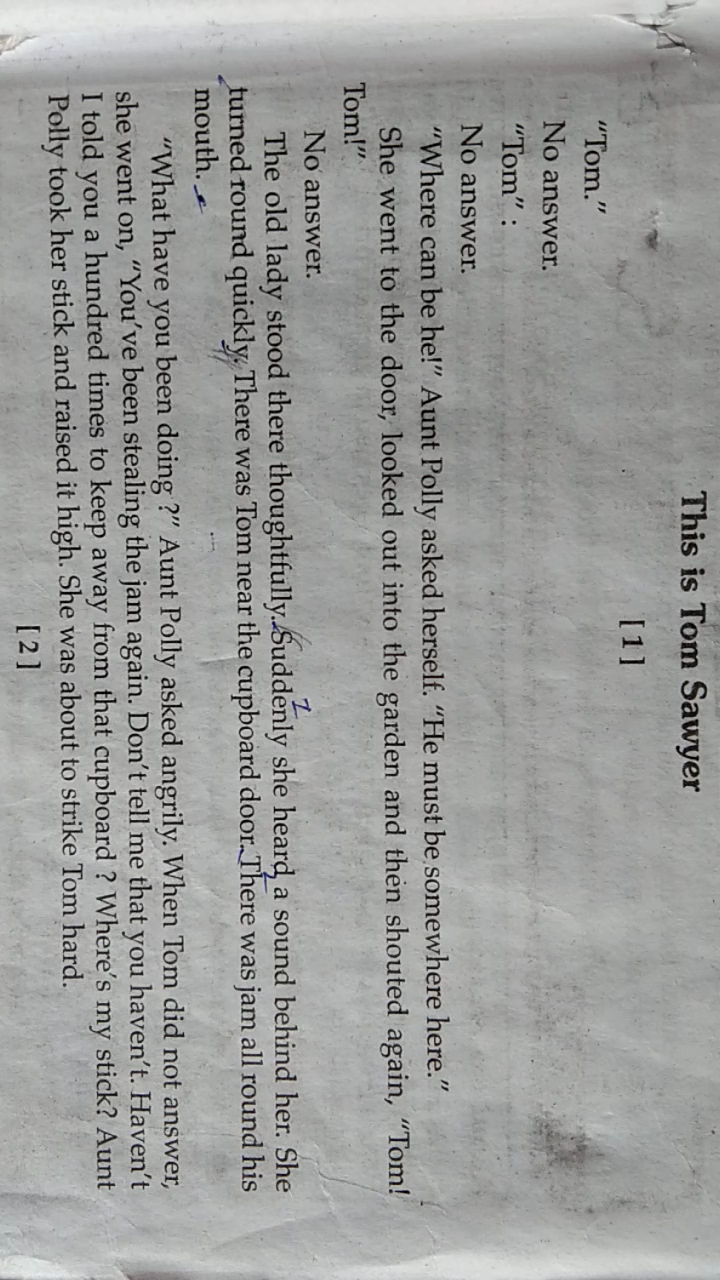 This is Tom Sawyer
[ 1 ]
"Tom."
No answer.
"Tom" :
No answer.
"Where can be he!" Aunt Polly asked herself. "He must be somewhere here."
She went to the door, looked out into the garden and then shouted again, "Tom!
Tom!"
No answer.
The old lady stood there thoughtfully. Suddenly she heard a sound behind her. She
turned round quickly. There was Tom near the cupboard door. There was jam all round his
mouth.
"What have you been doing ?" Aunt Polly asked angrily. When Tom did not answer,
she went on, "You've been stealing the jam again. Don't tell me that you haven't. Haven't
I told you a hundred times to keep away from that cupboard ? Where's my stick? Aunt
Polly took her stick and raised it high. She was about to strike Tom hard.
[ 2 ]